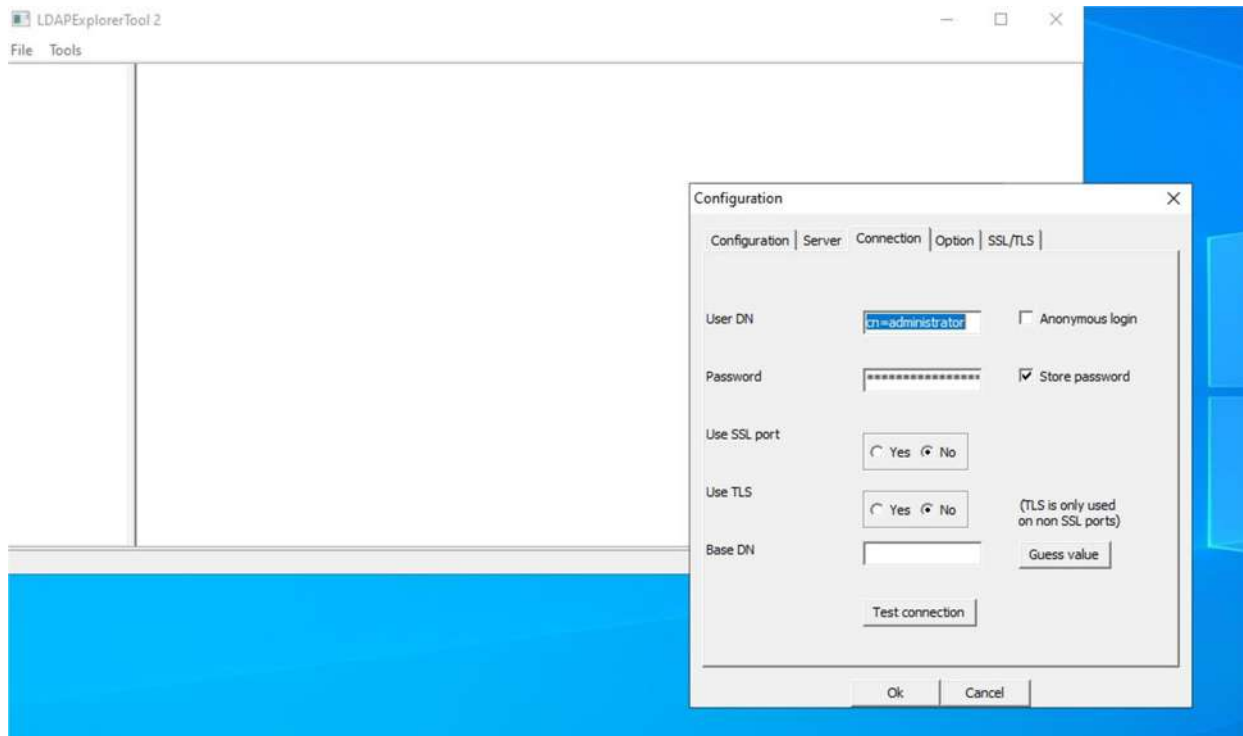 LDAPExplorerTool 2
File Tools
Configuration
Configuration Server Connection Option SSL/TLS
User DN cn=administrator Anonymous login
Password **************** Store password
Use SSL port Yes No
Use TLS Yes No (TLS is only used
on non SSL ports)
Base DN Guess value
Test connection
Ok Cancel